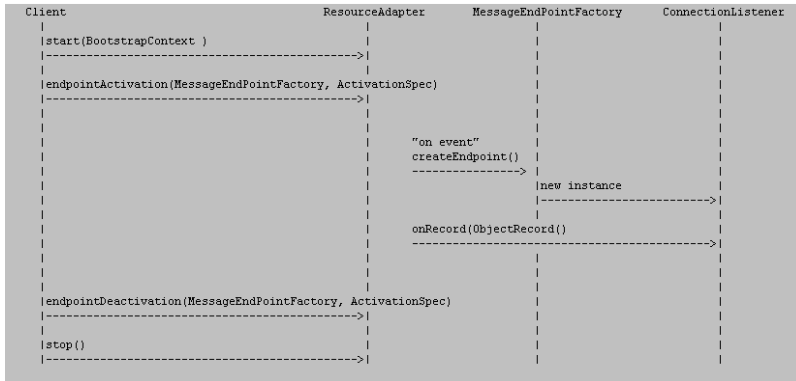 Client ResourceAdapter MessageEndPointFactory ConnectionListener
start(BootstrapContext )
endpointActivation(MessageEndPointFactory, ActivationSpec)
"on event"
createEndpoint()
new instance
onRecord(ObjectRecord()
endpointDeactivation(MessageEndPointFactory, ActivationSpec)
stop()